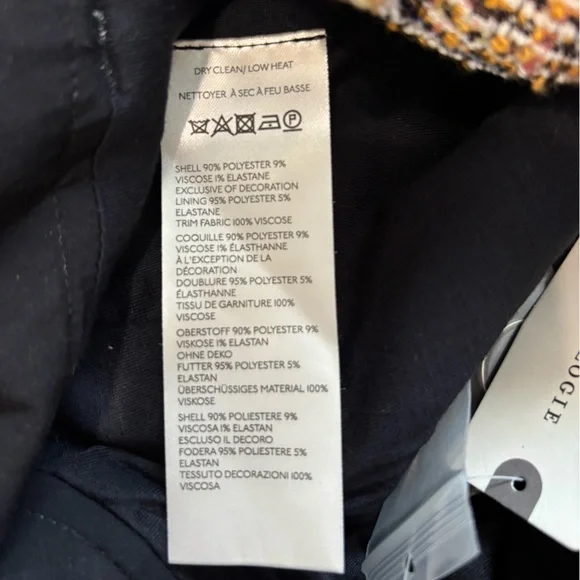 DRY CLEAN/ LOW HEAT
NETTOYER À SEC À FEU BASSE
P
SHELL 90% POLYESTER 9%
VISCOSE 1% ELASTANE
EXCLUSIVE OF DECORATION
LINING 95% POLYESTER 5%
ELASTANE
TRIM FABRIC 100% VISCOSE
COQUILLE 90% POLYESTER 9%
VISCOSE 1% ÉLASTHANNE
À L'EXCEPTION DE LA
DÉCORATION
DOUBLURE 95% POLYESTER 5%
ÉLASTHANNE
TISSU DE GARNITURE 100%
VISCOSE
OBERSTOFF 90% POLYESTER 9%
VISKOSE 1% ELASTAN
OHNE DEKO
FUTTER 95% POLYESTER 5%
ELASTAN
ÜBERSCHÜSSIGES MATERIAL 100%
VISKOSE
SHELL 90% POLIESTERE 9%
VISCOSA 1% ELASTAN
ESCLUSO IL DECORO
FODERA 95% POLIESTERE 5%
ELASTAN
TESSUTO DECORAZIONI 100%
VISCOSA
OGIE